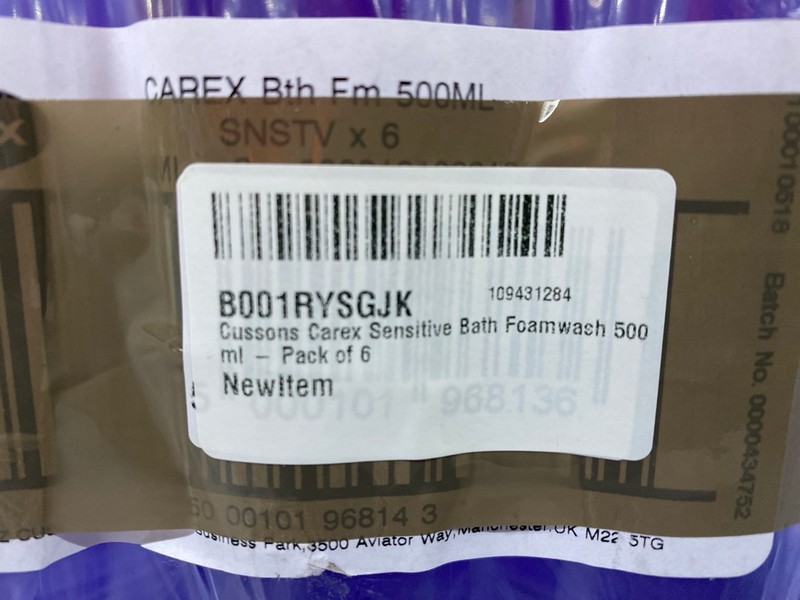 CAREX Bth Fm 500ML
SNSTV x 6
B001RYSGJK
109431284
Cussons Carex Sensitive Bath Foamwash 500
ml – Pack of 6
NewItem
5 000101 968136
50 00101 96814 3
Business Park,3500 Aviator Way,Manchester,UK M22 5TG
Batch No. 0000434752